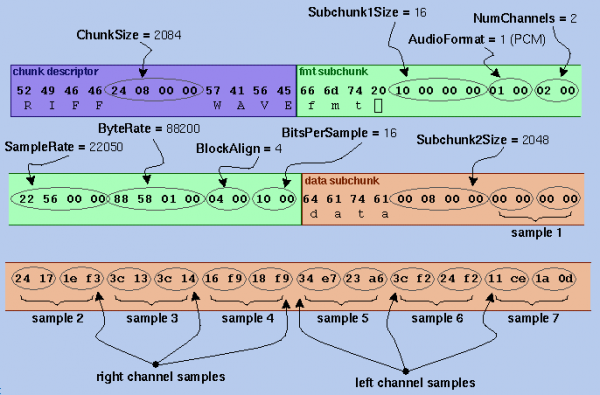 Subchunk1Size = 16
NumChannels = 2
ChunkSize = 2084
AudioFormat = 1 (PCM)
chunk descriptor
fmt subchunk
52 49 46 46 24 08 00 00 57 41 56 45 66 6d 74 20 10 00 00 00 01 00 02 00
R I F F W A V E f m t
ByteRate = 88200
BitsPerSample = 16
SampleRate = 22050
BlockAlign = 4
Subchunk2Size = 2048
data subchunk
22 56 00 00 88 58 01 00 04 00 10 00 64 61 74 61 00 08 00 00 00 00 00 00
d a t a
sample 1
24 17 1e f3 3c 13 3c 14 16 f9 18 f9 34 e7 23 a6 3c f2 24 f2 11 ce 1a 0d
sample 2 sample 3 sample 4 sample 5 sample 6 sample 7
right channel samples
left channel samples